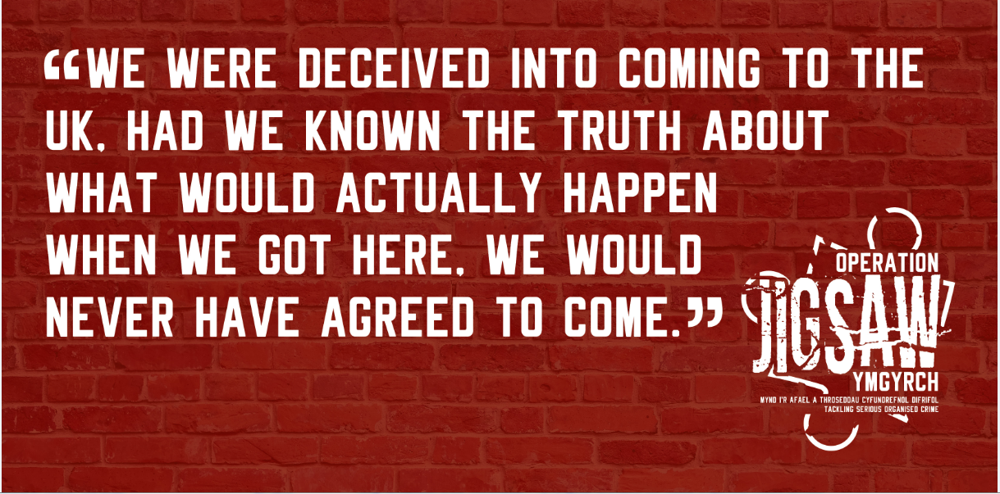 “WE WERE DECEIVED INTO COMING TO THE
UK, HAD WE KNOWN THE TRUTH ABOUT
WHAT WOULD ACTUALLY HAPPEN
WHEN WE GOT HERE, WE WOULD
NEVER HAVE AGREED TO COME.”
OPERATION
JIGSAW
YMGYRCH
MYND I'R AFAEL A THROSEDDAU CYFUNDREFNOL DIFRIFOL
TACKLING SERIOUS ORGANISED CRIME